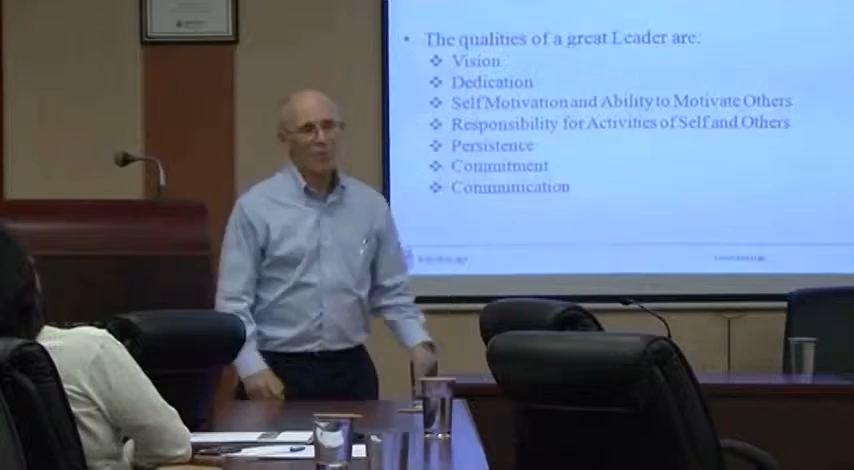 • The qualities of a great Leader are:
❖ Vision
❖ Dedication
❖ Self Motivation and Ability to Motivate Others
❖ Responsibility for Activities of Self and Others
❖ Persistence
❖ Commitment
❖ Communication